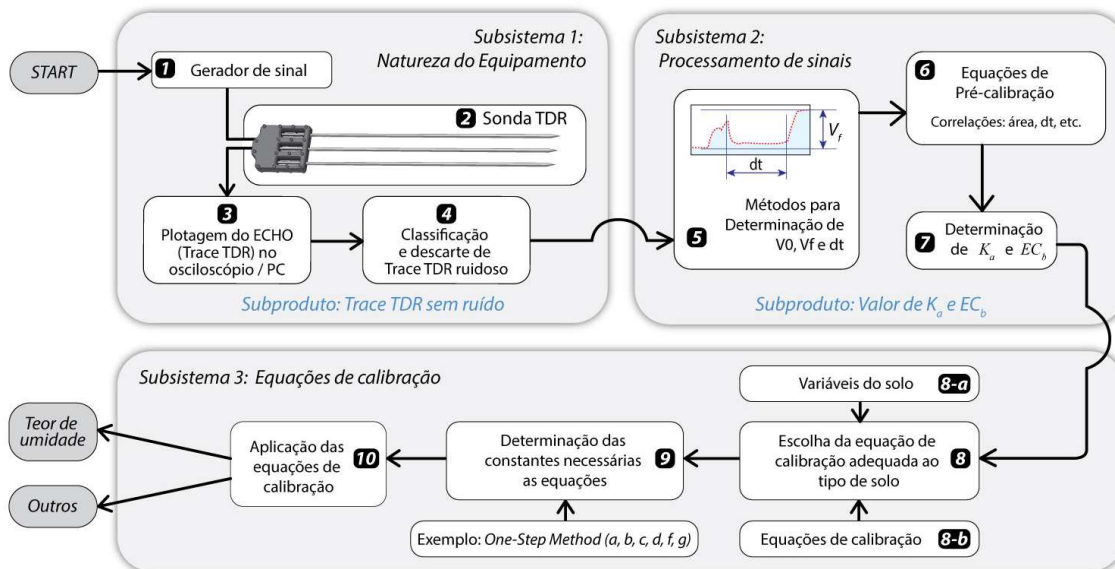 Subsistema 1:
Natureza do Equipamento
START
1 Gerador de sinal
2 Sonda TDR
3
Plotagem do ECHO
(Trace TDR) no
osciloscópio / PC
4
Classificação
e descarte de
Trace TDR ruidoso
Subproduto: Trace TDR sem ruído
Subsistema 2:
Processamento de sinais
Vf
dt
5
Métodos para
Determinação de
V0, Vf e dt
6
Equações de
Pré-calibração
Correlações: área, dt, etc.
7 Determinação
de Ka e ECb
Subproduto: Valor de Ka e ECb
Subsistema 3: Equações de calibração
Variáveis do solo 8-a
Escolha da equação de
calibração adequada ao 8
tipo de solo
Equações de calibração 8-b
Determinação das
constantes necessárias 9
as equações
Exemplo: One-Step Method (a, b, c, d, f, g)
Aplicação das
equações de 10
calibração
Teor de
umidade
Outros